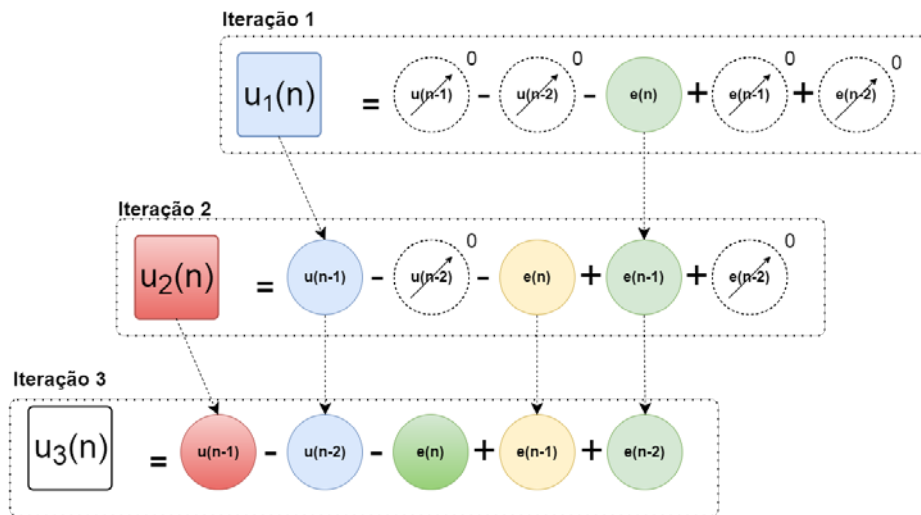 Iteração 1
u1(n) = u(n-1) 0 - u(n-2) 0 - e(n) + e(n-1) 0 + e(n-2) 0
Iteração 2
u2(n) = u(n-1) - u(n-2) 0 - e(n) + e(n-1) + e(n-2) 0
Iteração 3
u3(n) = u(n-1) - u(n-2) - e(n) + e(n-1) + e(n-2)